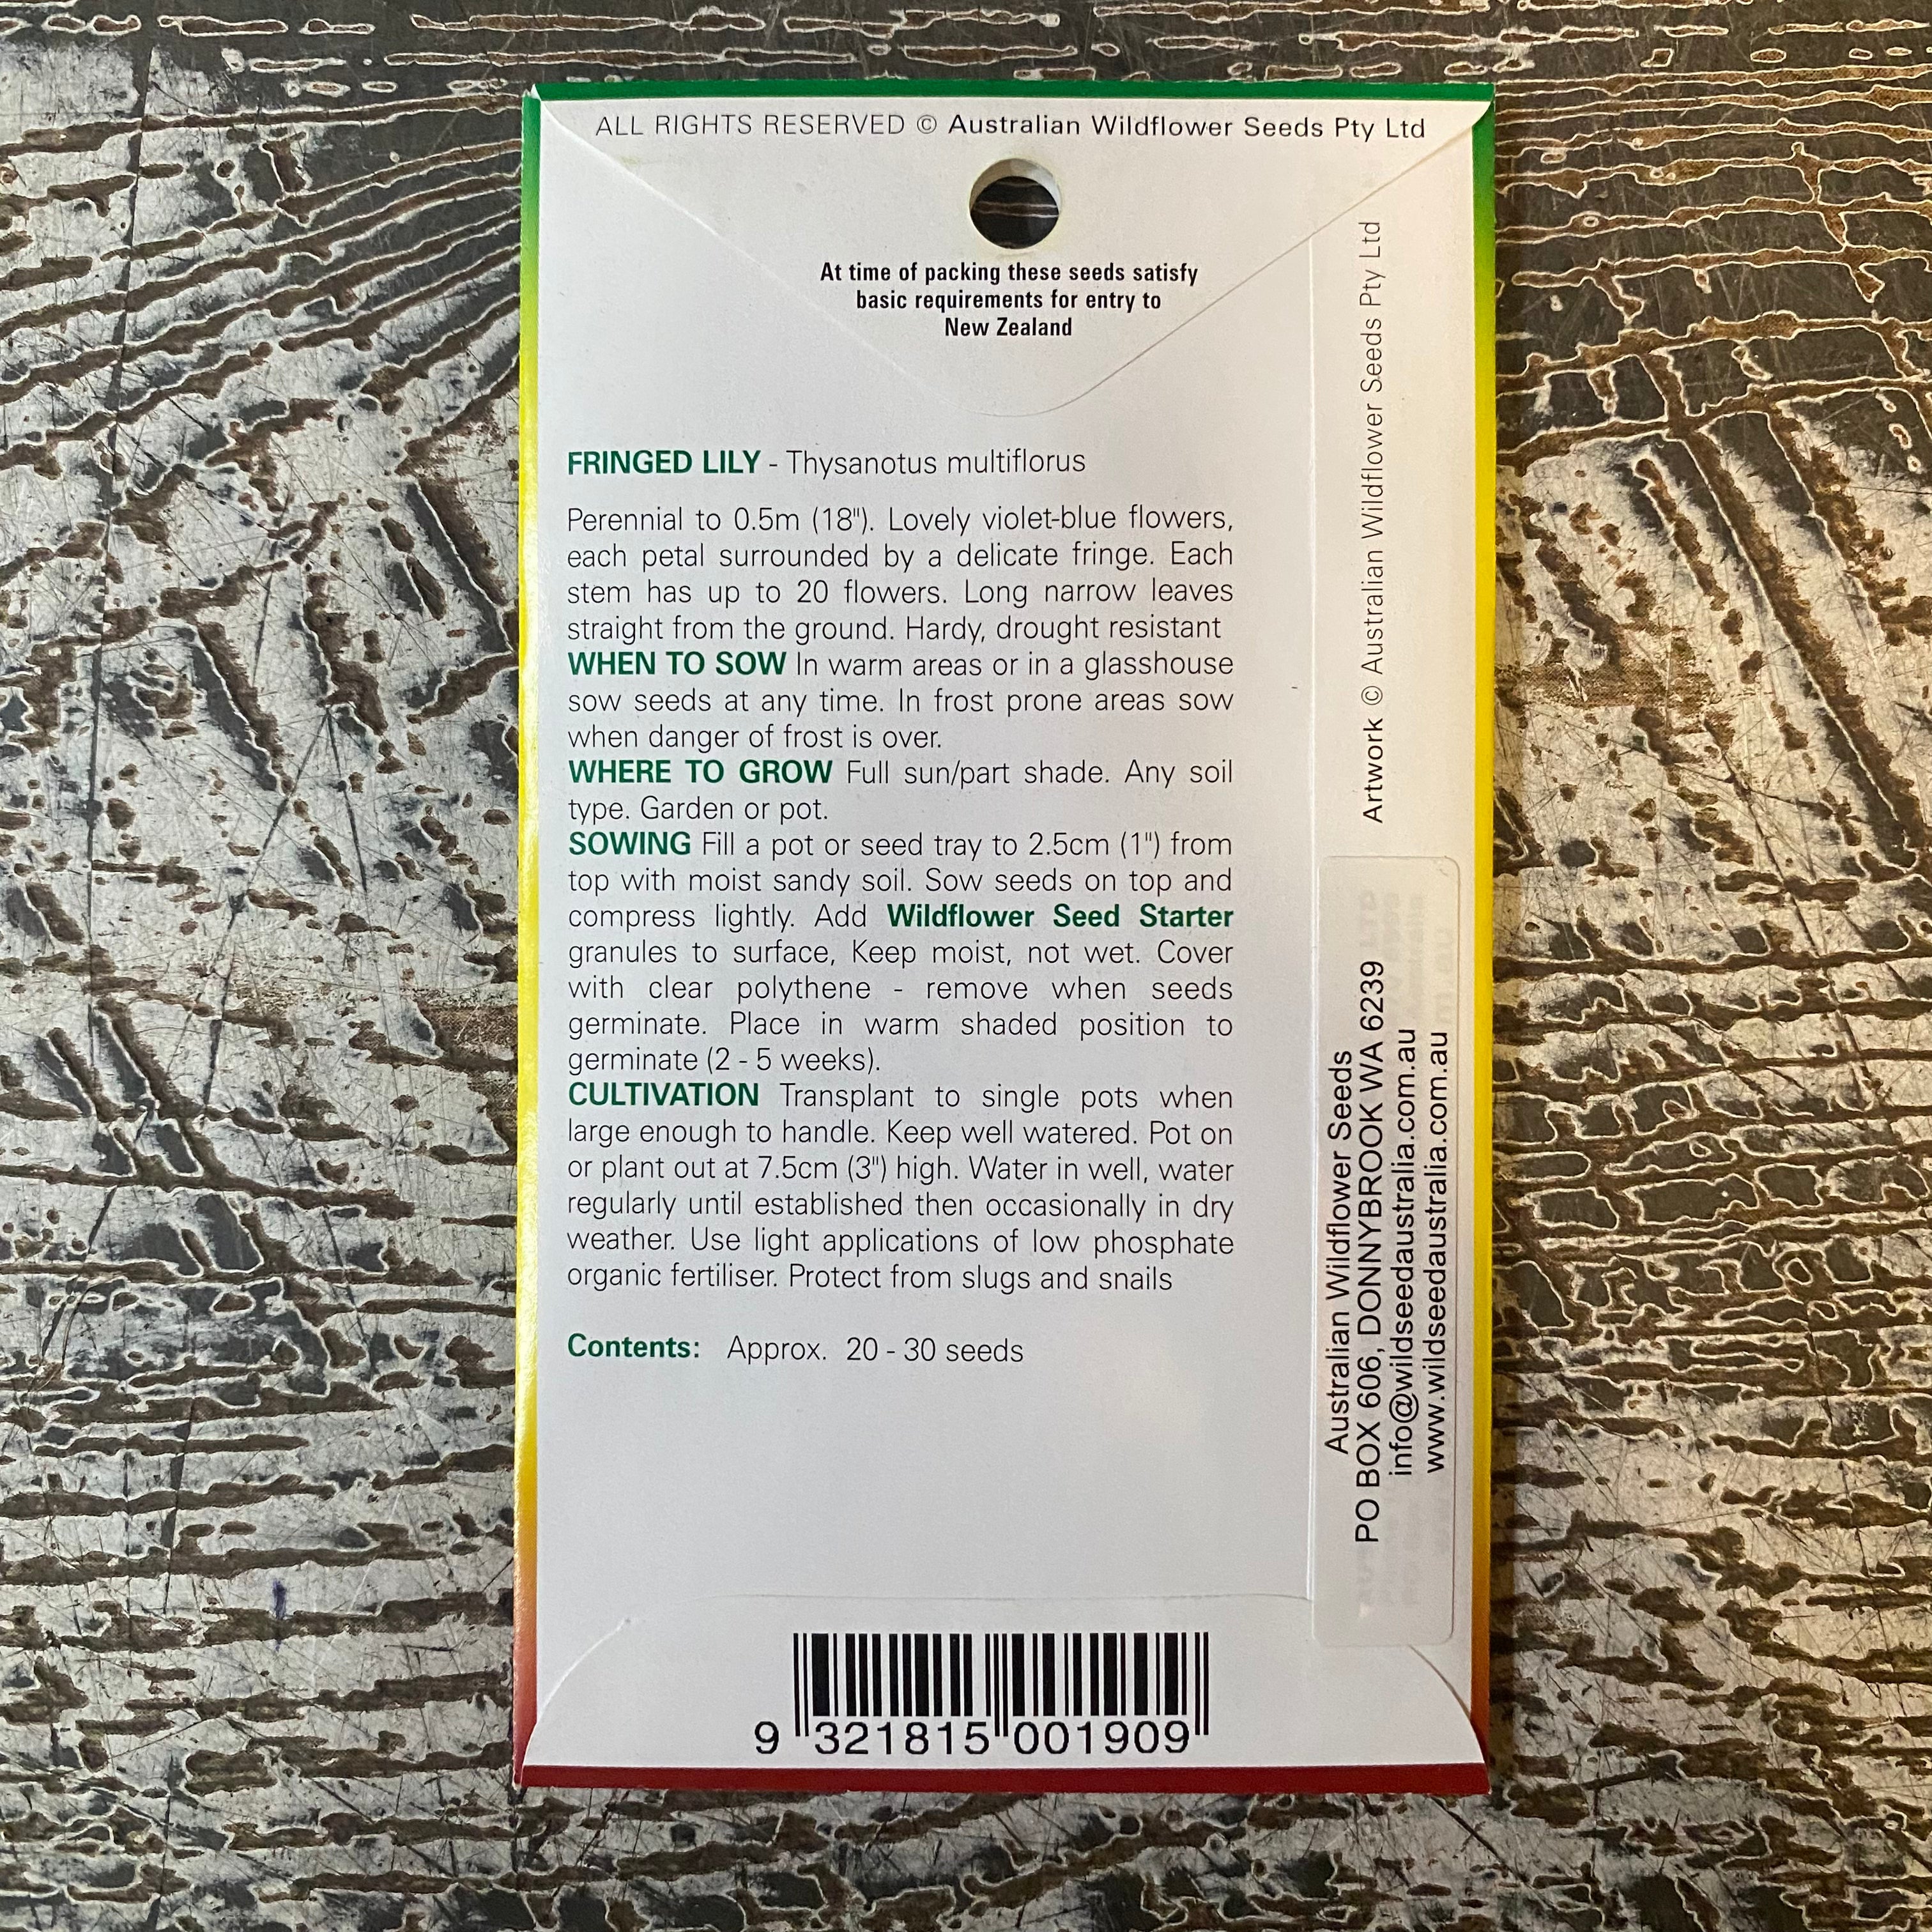 ALL RIGHTS RESERVED © Australian Wildflower Seeds Pty Ltd
At time of packing these seeds satisfy
basic requirements for entry to
New Zealand
FRINGED LILY - Thysanotus multiflorus
Perennial to 0.5m (18"). Lovely violet-blue flowers,
each petal surrounded by a delicate fringe. Each
stem has up to 20 flowers. Long narrow leaves
straight from the ground. Hardy, drought resistant
WHEN TO SOW In warm areas or in a glasshouse
sow seeds at any time. In frost prone areas sow
when danger of frost is over.
WHERE TO GROW Full sun/part shade. Any soil
type. Garden or pot.
SOWING Fill a pot or seed tray to 2.5cm (1") from
top with moist sandy soil. Sow seeds on top and
compress lightly. Add Wildflower Seed Starter
granules to surface, Keep moist, not wet. Cover
with clear polythene - remove when seeds
germinate. Place in warm shaded position to
germinate (2 - 5 weeks).
CULTIVATION Transplant to single pots when
large enough to handle. Keep well watered. Pot on
or plant out at 7.5cm (3") high. Water in well, water
regularly until established then occasionally in dry
weather. Use light applications of low phosphate
organic fertiliser. Protect from slugs and snails
Contents: Approx. 20 - 30 seeds
Artwork © Australian Wildflower Seeds Pty Ltd
Australian Wildflower Seeds
PO BOX 606, DONNYBROOK WA 6239
info@wildseedaustralia.com.au
www.wildseedaustralia.com.au
9 321815 001909